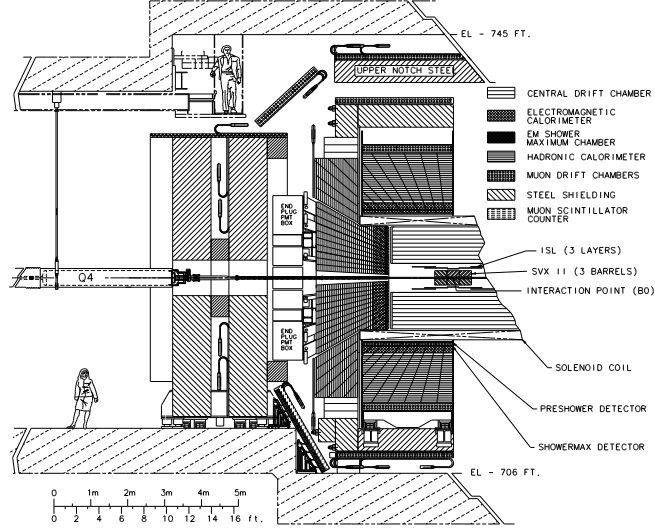 EL - 745 FT.
UPPER NOTCH STEEL
CENTRAL DRIFT CHAMBER
ELECTROMAGNETIC
CALORIMETER
EM SHOWER
MAXIMUM CHAMBER
HADRONIC CALORIMETER
MUON DRIFT CHAMBERS
STEEL SHIELDING
MUON SCINTILLATOR
COUNTER
END
PLUG
PMT
BOX
ISL (3 LAYERS)
Q4
SVX II (3 BARRELS)
INTERACTION POINT (B0)
END
PLUG
PMT
BOX
SOLENOID COIL
PRESHOWER DETECTOR
SHOWERMAX DETECTOR
EL - 706 FT.
0 1m 2m 3m 4m 5m
0 2 4 6 8 10 12 14 16 ft.